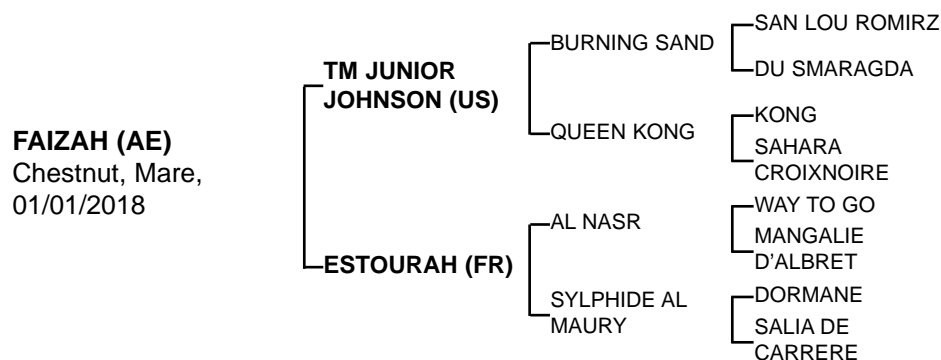 FAIZAH (AE)
Chestnut, Mare,
01/01/2018
TM JUNIOR
JOHNSON (US)
ESTOURAH (FR)
BURNING SAND
QUEEN KONG
AL NASR
SYLPHIDE AL
MAURY
SAN LOU ROMIRZ
DU SMARAGDA
KONG
SAHARA
CROIXNOIRE
WAY TO GO
MANGALIE
D'ALBRET
DORMANE
SALIA DE
CARRERE